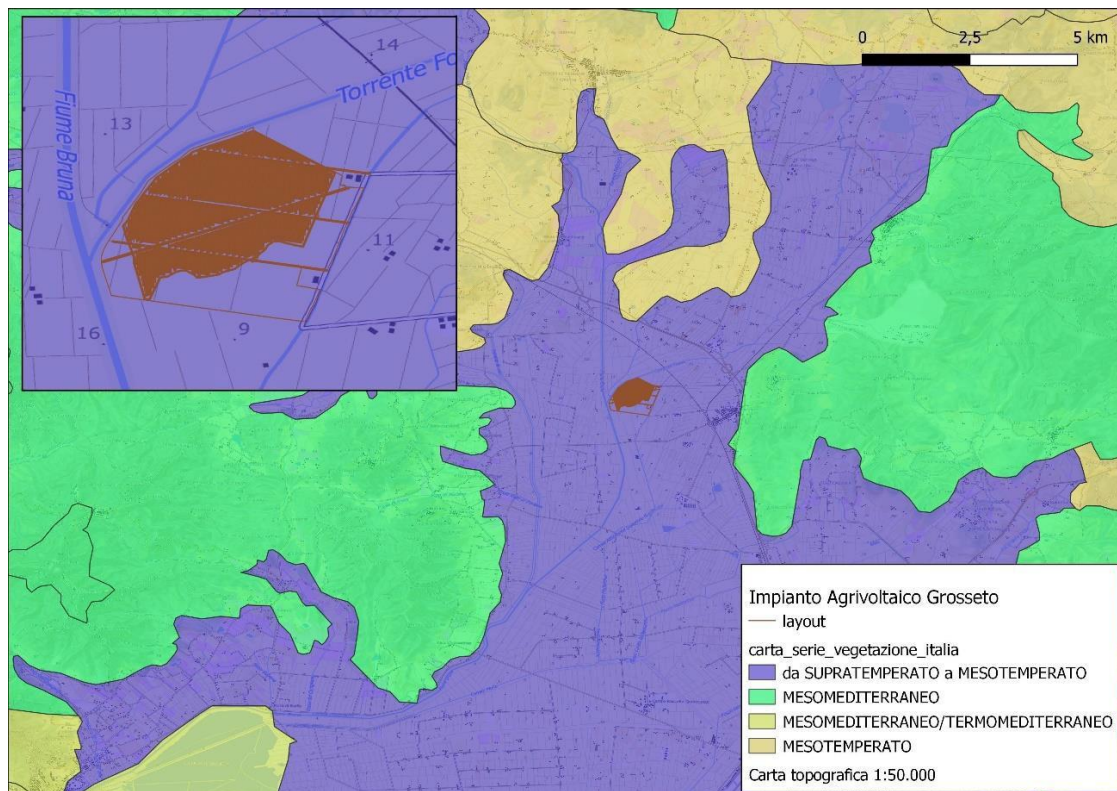 14
Torrente Fo
13
Fiume Bruna
11
16
9
0 2,5 5 km
Impianto Agrivoltaico Grosseto
layout
carta_serie_vegetazione_italia
da SUPRATEMPERATO a MESOTEMPERATO
MESOMEDITERRANEO
MESOMEDITERRANEO/TERMOMEDITERRANEO
MESOTEMPERATO
Carta topografica 1:50.000